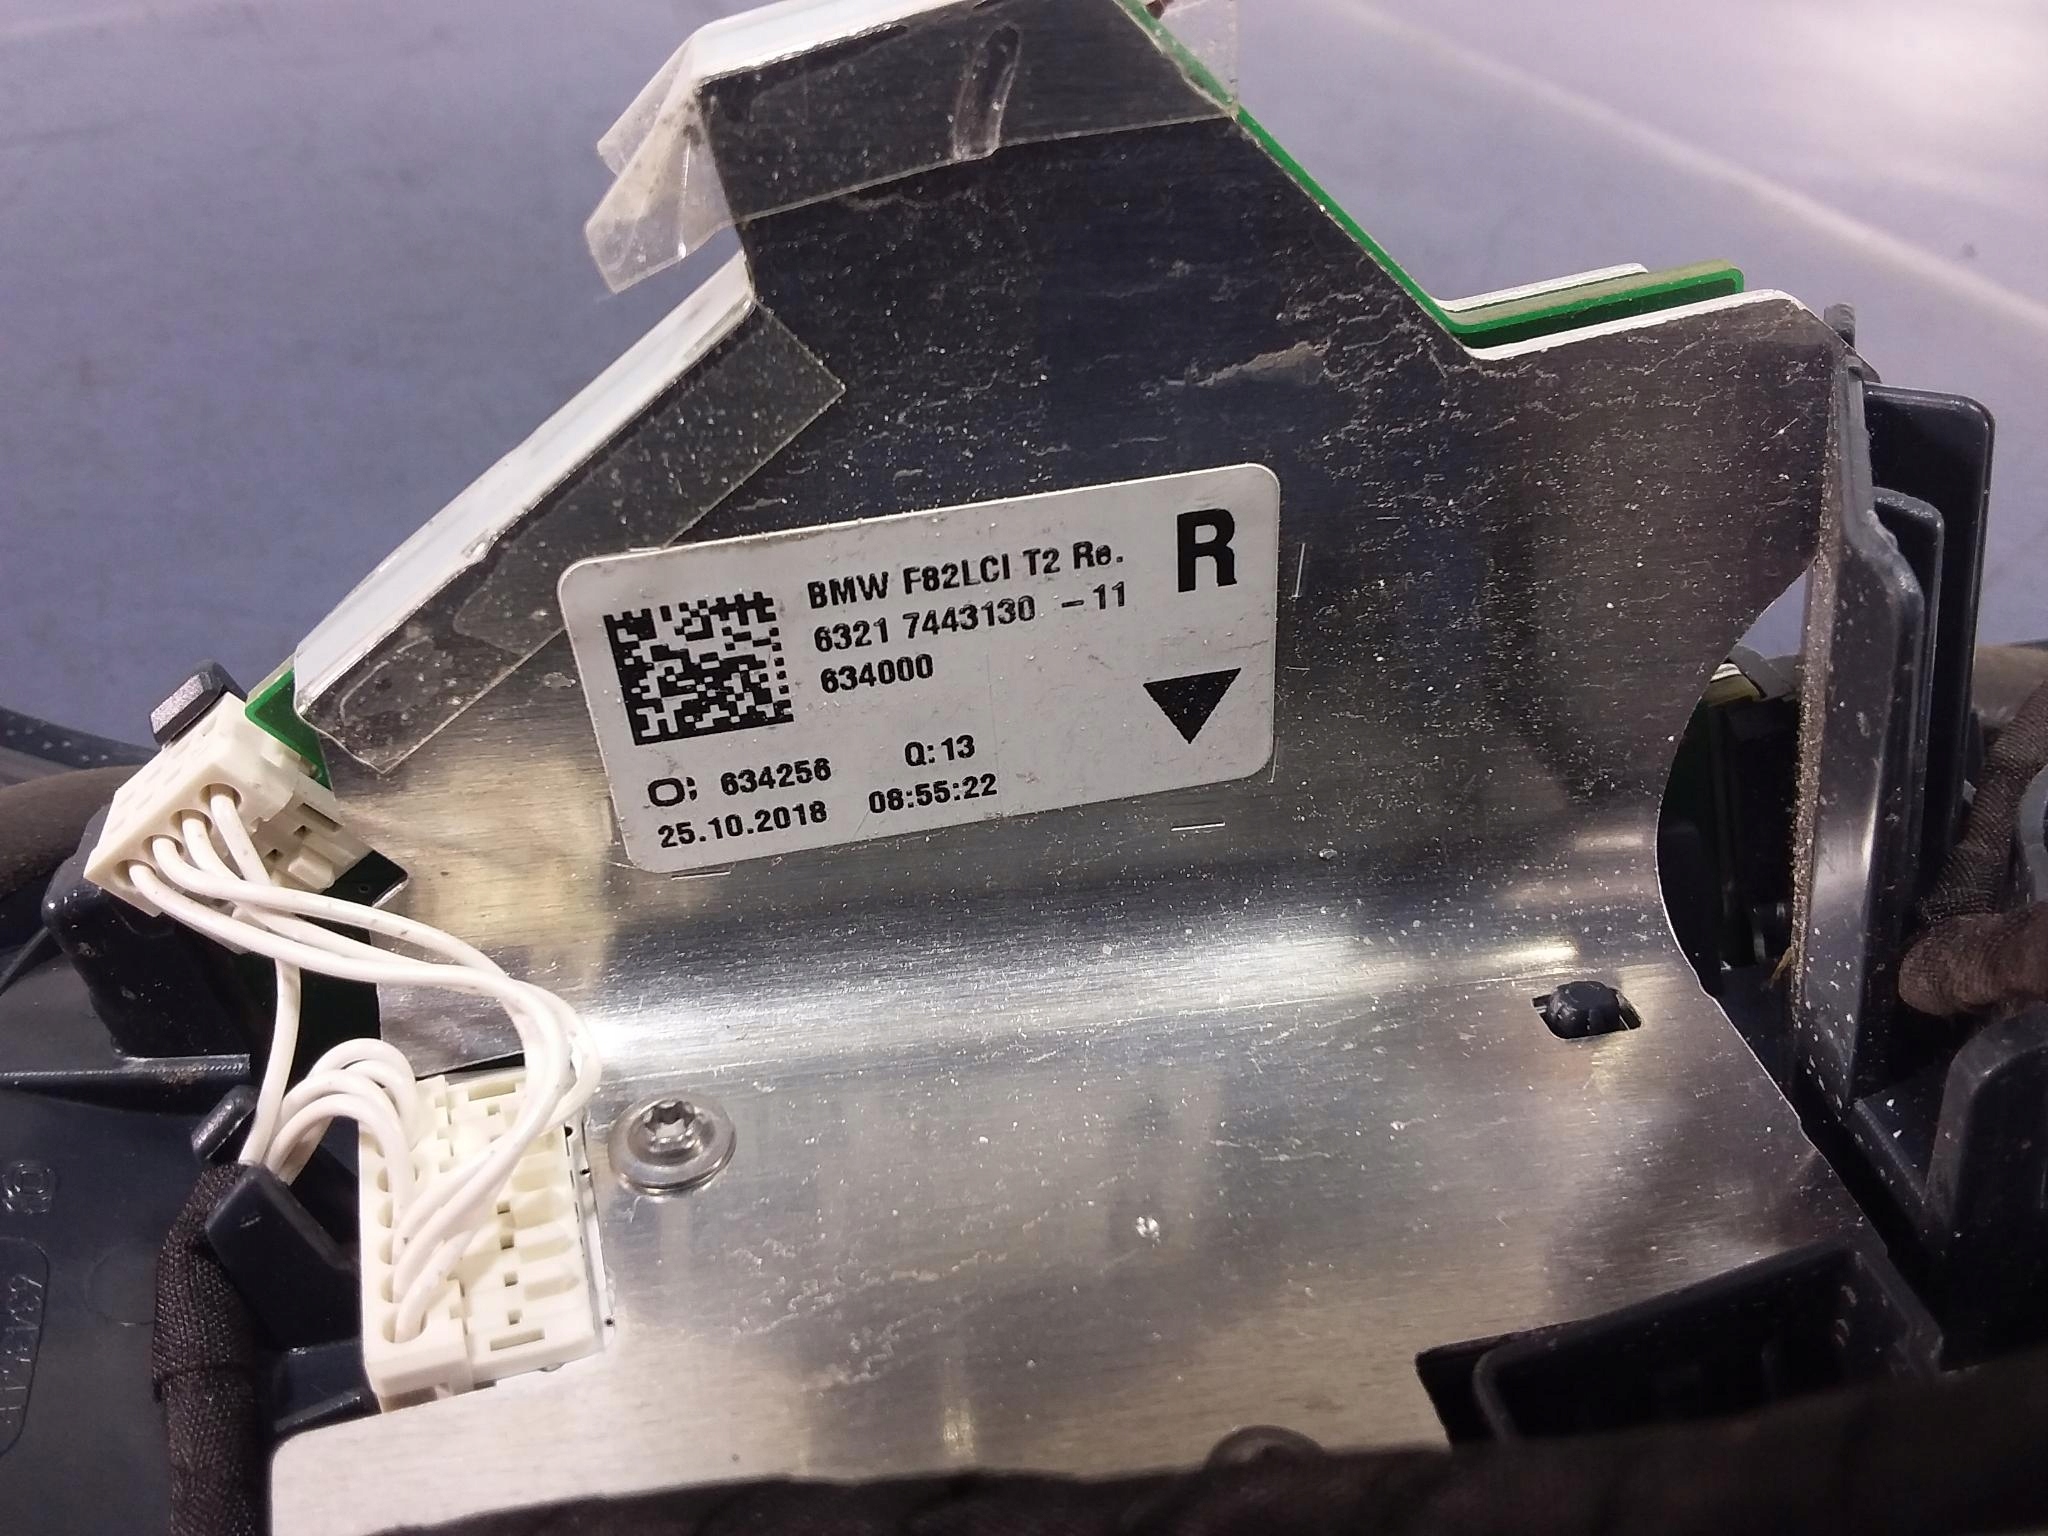 BMW F82LCI T2 Re.
R
6321 7443130 -11
634000
O: 634256 Q:13
25.10.2018 08:55:22